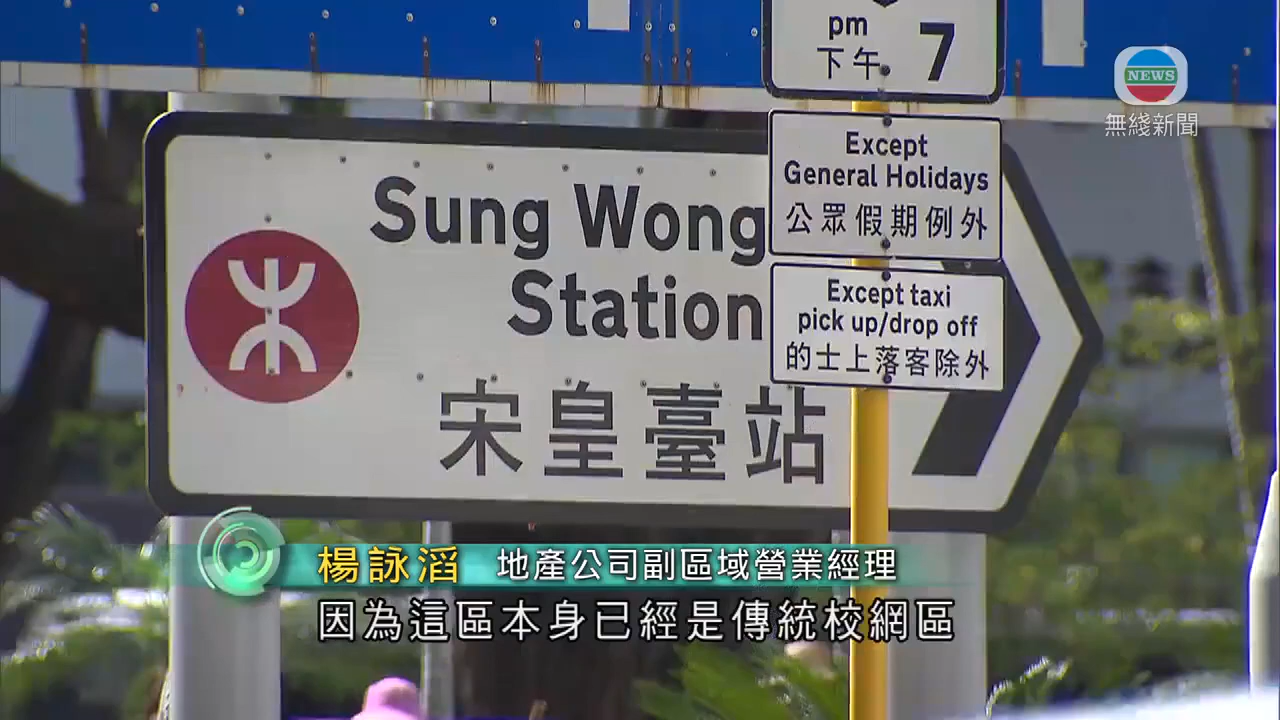 pm
下午 7
NEWS
無綫新聞
Except
General Holidays
公眾假期例外
Sung Wong
Station
宋皇臺站
Except taxi
pick up/drop off
的士上落客除外
楊詠滔 地產公司副區域營業經理
因為這區本身已經是傳統校網區